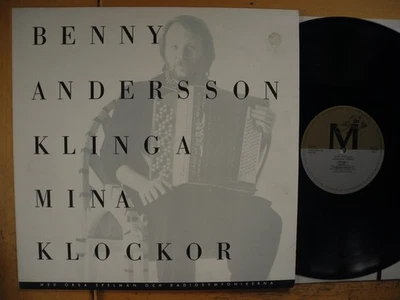 BENNY
ANDERSSON
KLINGA
MINA
KLOCKOR
MED ORSA SPELMÄN OCH RADIOSYMFONIKERNA
M